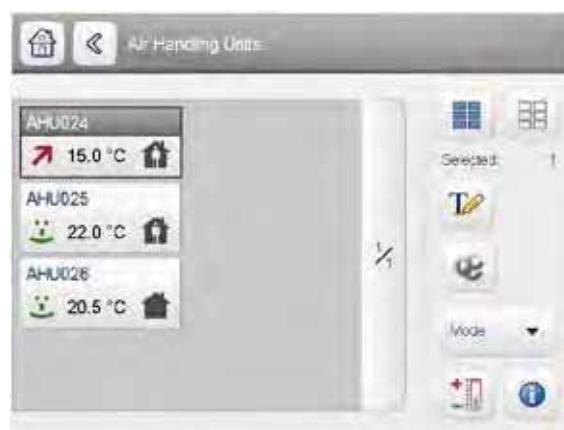 Air Handling Units
AHU024
15.0 °C
AHU025
22.0 °C
AHU026
20.5 °C
1/1
Selected: 1
T
Mode